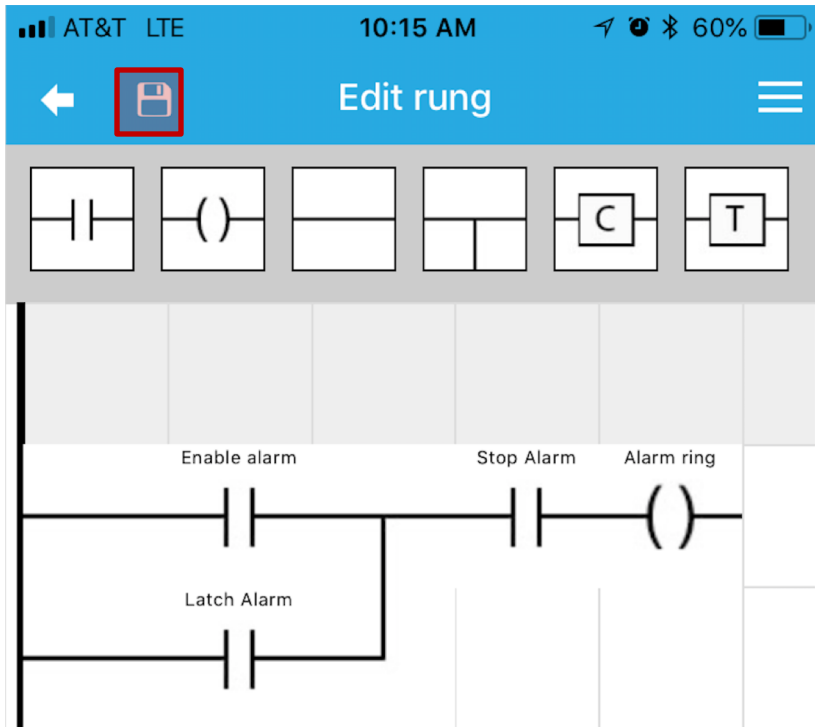 AT&T LTE 10:15 AM 60%
Edit rung
C T
Enable alarm Stop Alarm Alarm ring
Latch Alarm